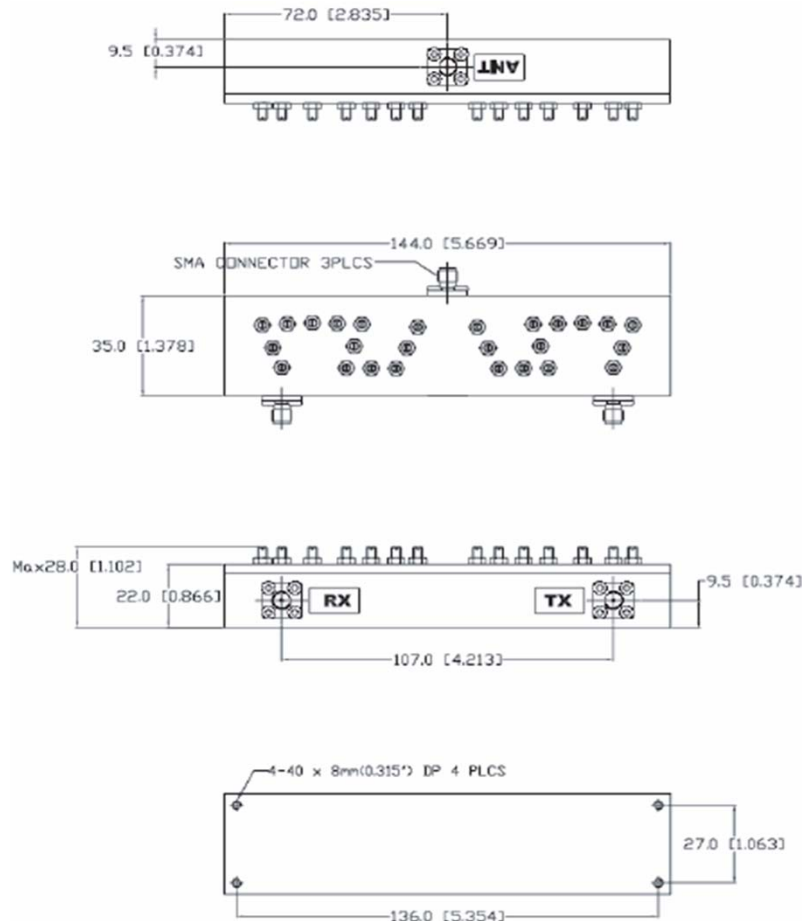 72.0 [2.835]
9.5 [0.374]
ANT
144.0 [5.669]
SMA CONNECTOR 3PLCS
35.0 [1.378]
Max28.0 [1.102]
22.0 [0.866]
RX
TX
9.5 [0.374]
107.0 [4.213]
4-40 x 8mm(0.315") DP 4 PLCS
27.0 [1.063]
136.0 [5.354]